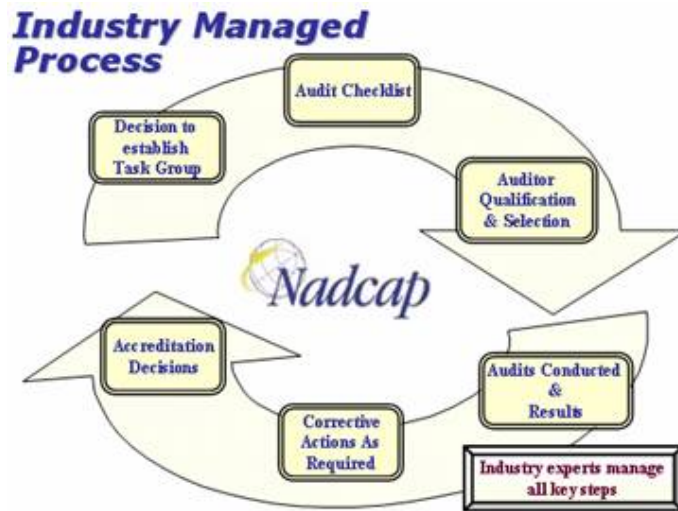 Industry Managed
Process
Audit Checklist
Decision to
establish
Task Group
Auditor
Qualification
& Selection
Nadcap
Accreditation
Decisions
Audits Conducted
&
Results
Corrective
Actions As
Required
Industry experts manage
all key steps